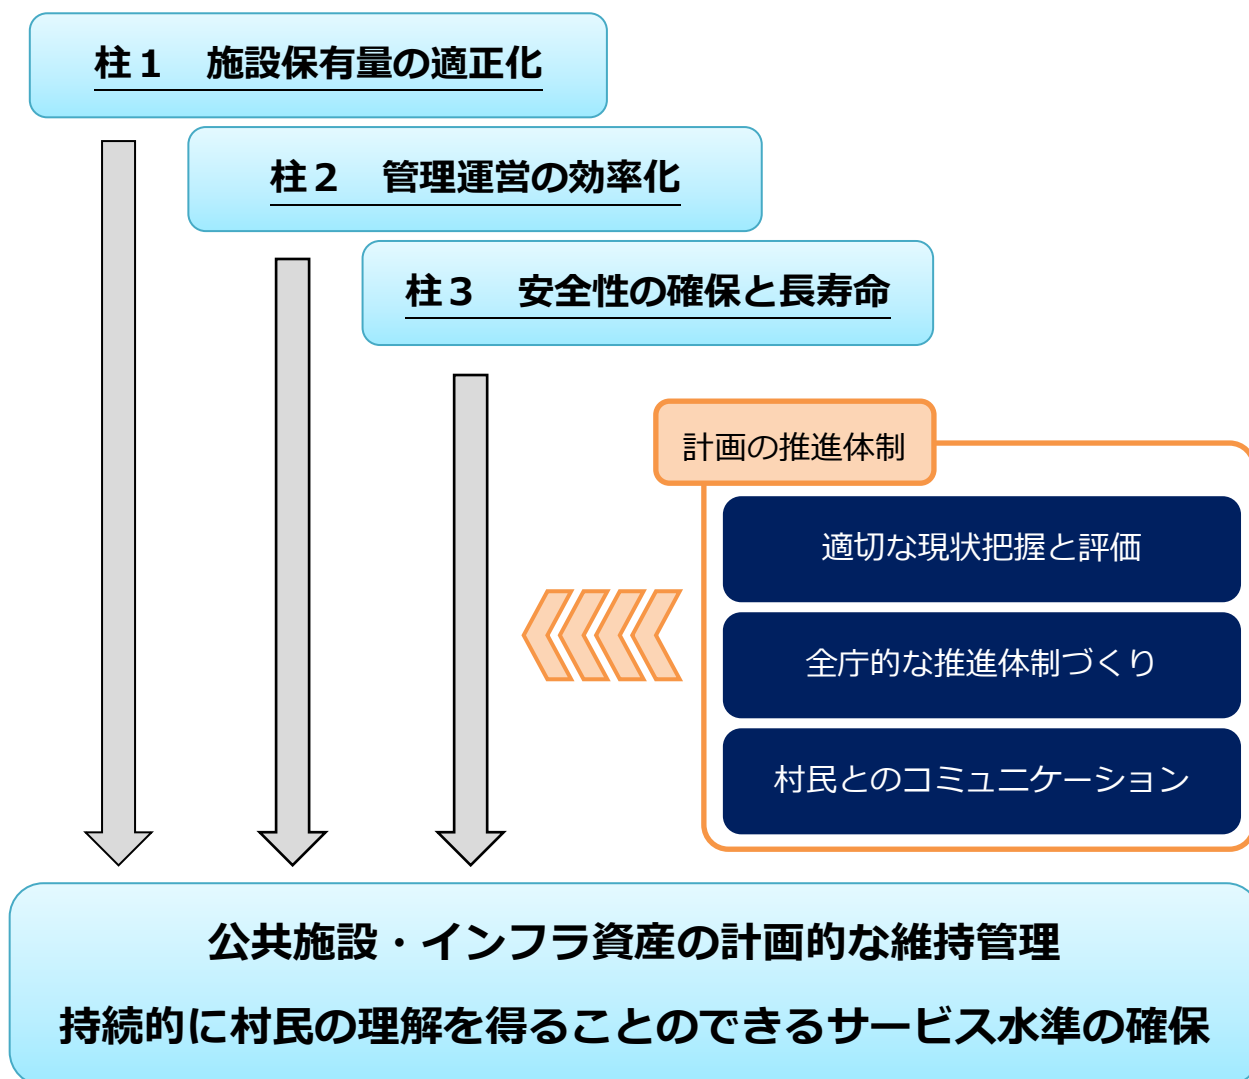 柱１　施設保有量の適正化
柱２　管理運営の効率化
柱３　安全性の確保と長寿命
計画の推進体制
適切な現状把握と評価
全庁的な推進体制づくり
村民とのコミュニケーション
公共施設・インフラ資産の計画的な維持管理
持続的に村民の理解を得ることのできるサービス水準の確保